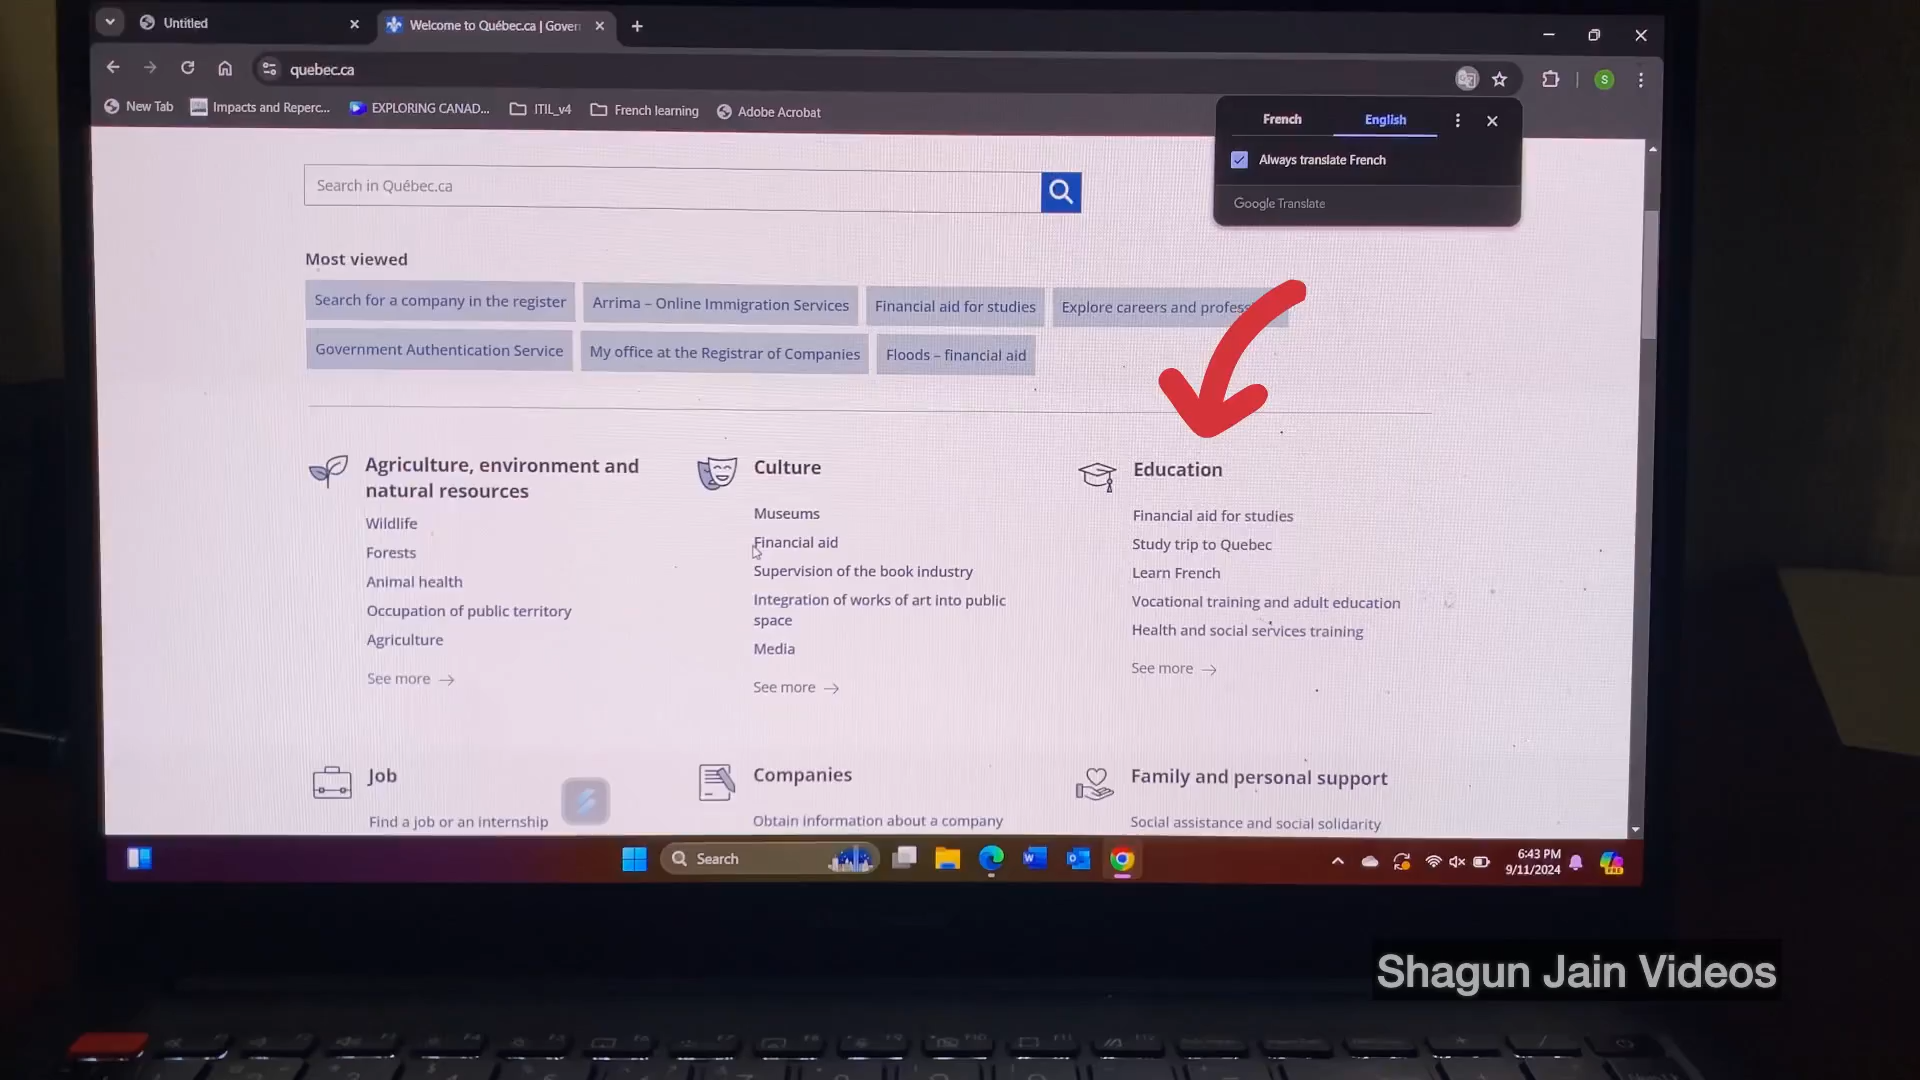 Untitled
Welcome to Québec.ca | Gover
quebec.ca
S
New Tab
Impacts and Reperc...
EXPLORING CANAD...
ITIL_v4
French learning
Adobe Acrobat
French
English
Always translate French
Google Translate
Search in Québec.ca
Most viewed
Search for a company in the register
Arrima – Online Immigration Services
Financial aid for studies
Explore careers and profess
Government Authentication Service
My office at the Registrar of Companies
Floods – financial aid
Agriculture, environment and
natural resources
Wildlife
Forests
Animal health
Occupation of public territory
Agriculture
See more
Culture
Museums
Financial aid
Supervision of the book industry
Integration of works of art into public
space
Media
See more
Education
Financial aid for studies
Study trip to Quebec
Learn French
Vocational training and adult education
Health and social services training
See more
Job
Find a job or an internship
Companies
Obtain information about a company
Family and personal support
Social assistance and social solidarity
Search
6:43 PM
9/11/2024
Shagun Jain Videos